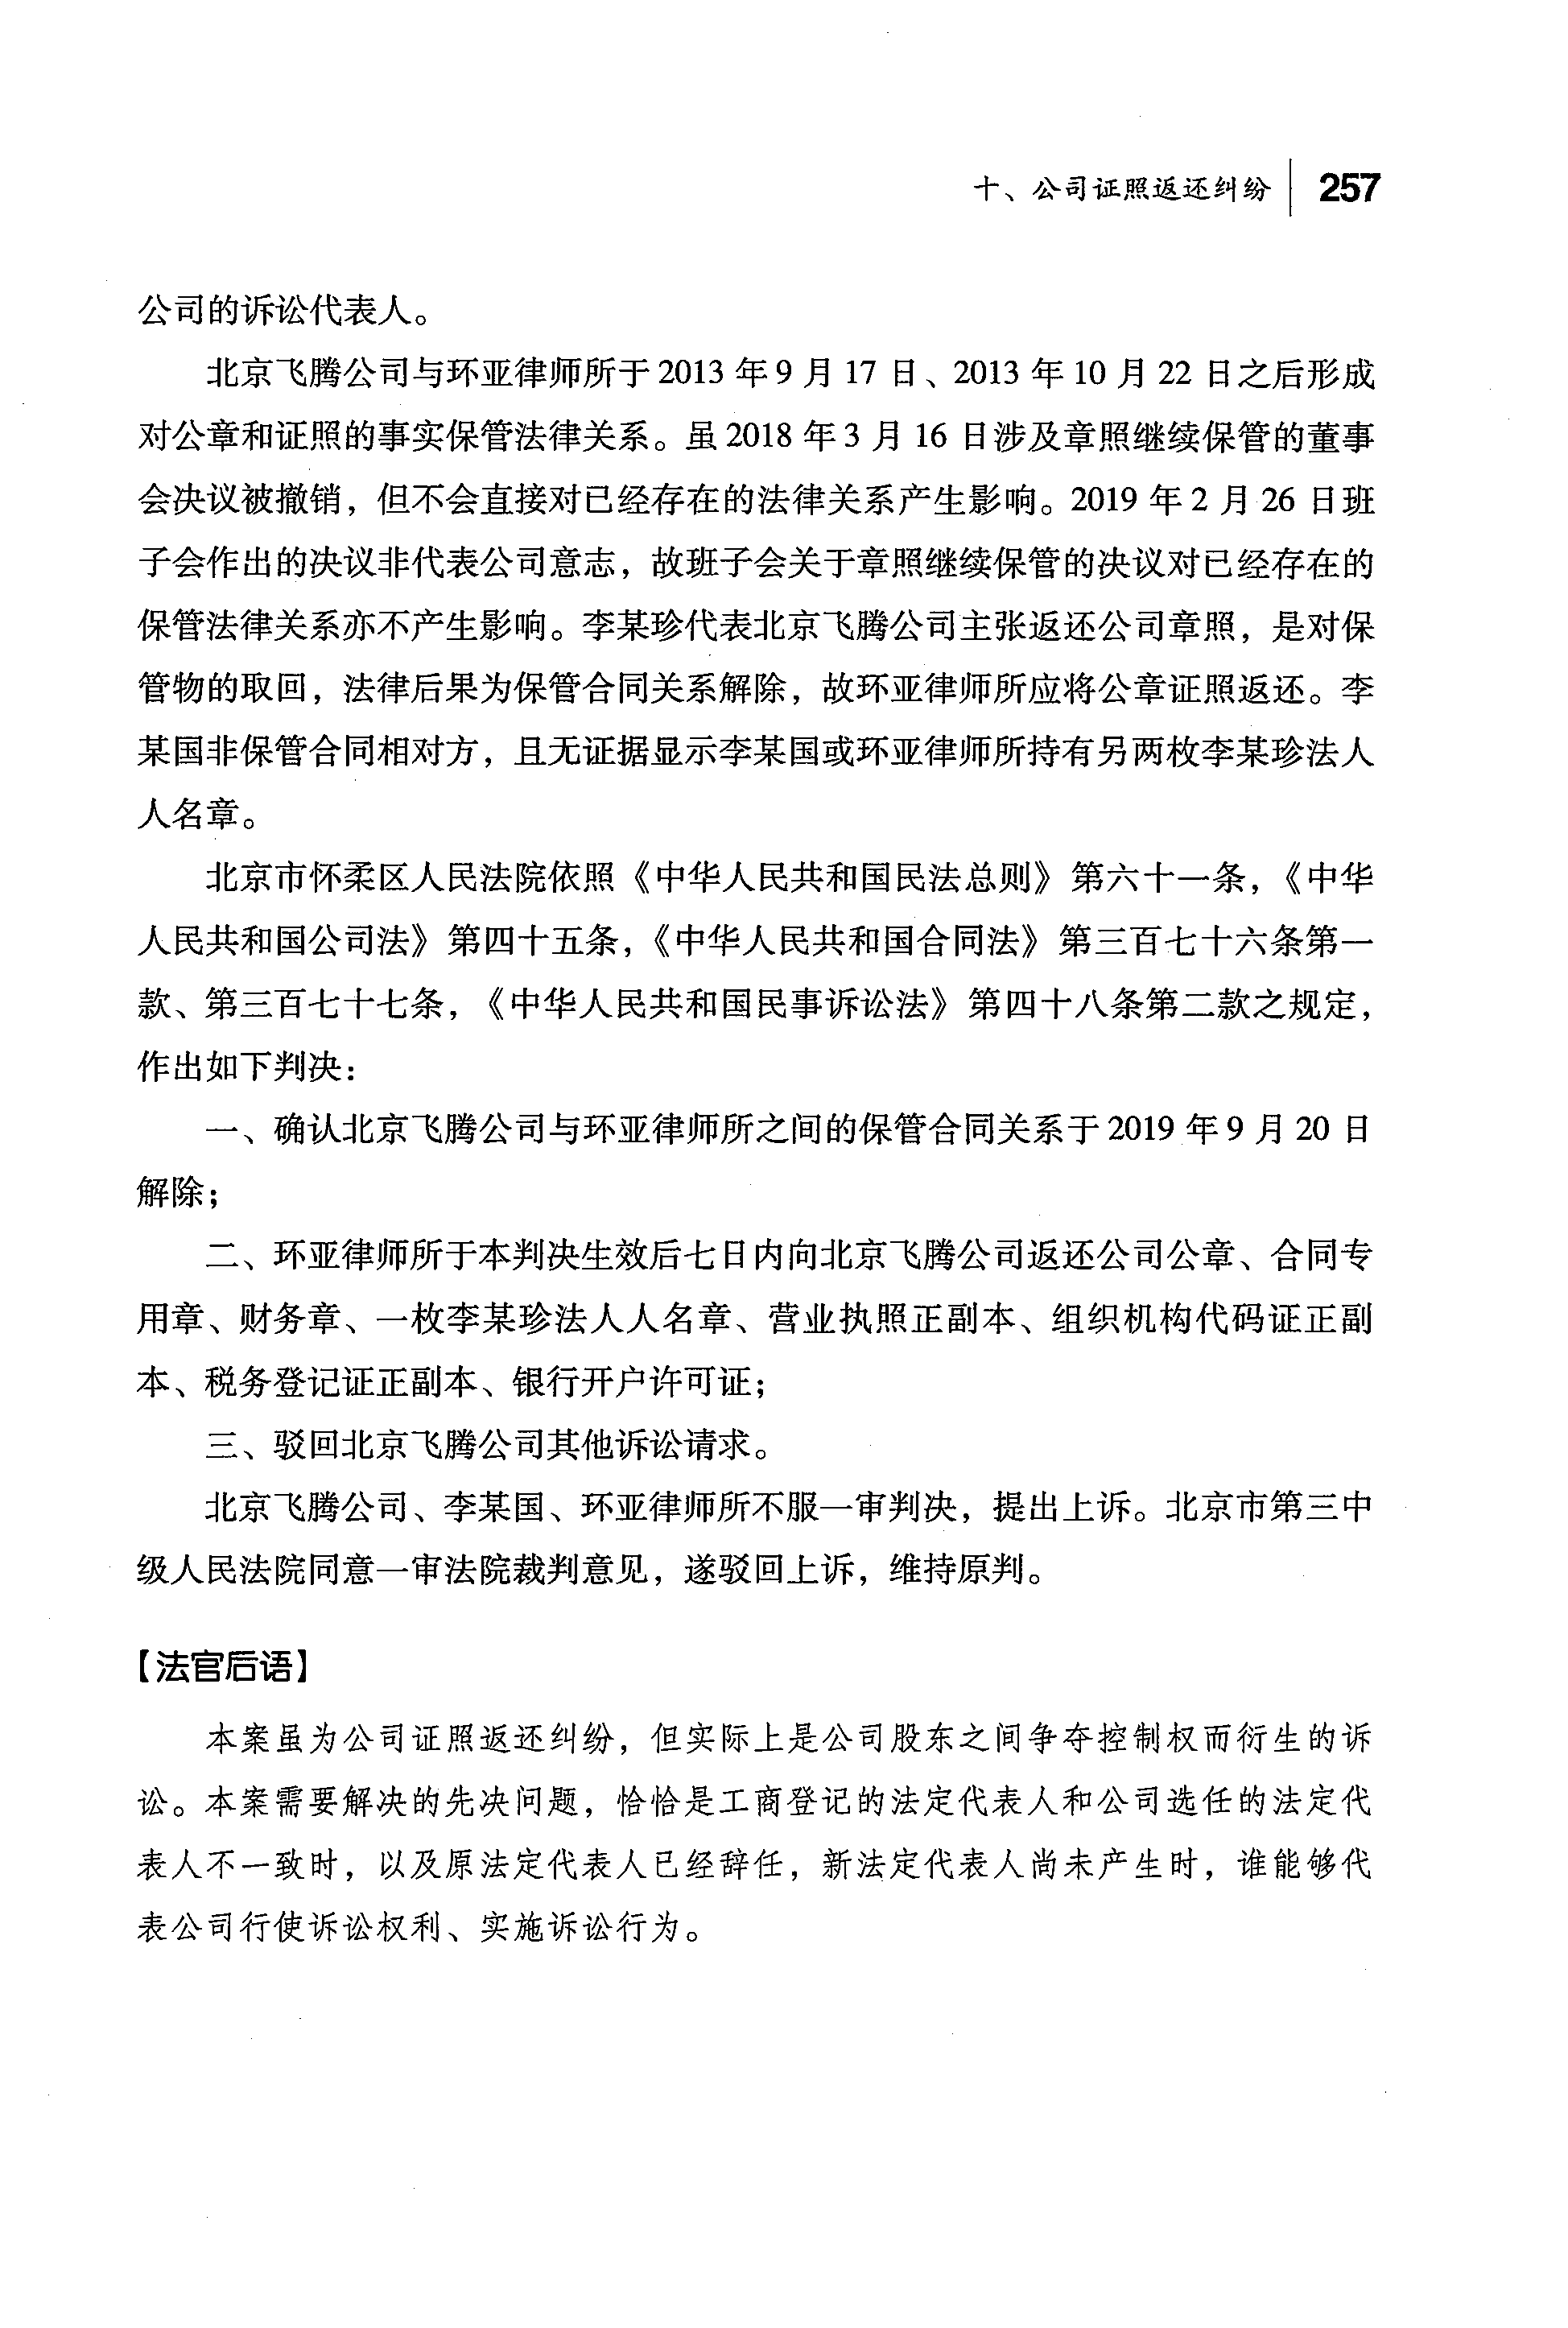 十、公司证照返还纠纷 257
公司的诉讼代表人。
北京飞腾公司与环亚律师所于2013年9月17日、2013年10月22日之后形成
对公章和证照的事实保管法律关系。虽2018年3月16日涉及章照继续保管的董事
会决议被撤销，但不会直接对已经存在的法律关系产生影响。2019年2月26日班
子会作出的决议非代表公司意志，故班子会关于章照继续保管的决议对已经存在的
保管法律关系亦不产生影响。李某珍代表北京飞腾公司主张返还公司章照，是对保
管物的取回，法律后果为保管合同关系解除，故环亚律师所应将公章证照返还。李
某国非保管合同相对方，且无证据显示李某国或环亚律师所持有另两枚李某珍法人
人名章。
北京市怀柔区人民法院依照《中华人民共和国民法总则》第六十一条，《中华
人民共和国公司法》第四十五条，《中华人民共和国合同法》第三百七十六条第一
款、第三百七十七条，《中华人民共和国民事诉讼法》第四十八条第二款之规定，
作出如下判决：
一、确认北京飞腾公司与环亚律师所之间的保管合同关系于2019年9月20日
解除；
二、环亚律师所于本判决生效后七日内向北京飞腾公司返还公司公章、合同专
用章、财务章、一枚李某珍法人人名章、营业执照正副本、组织机构代码证正副
本、税务登记证正副本、银行开户许可证；
三、驳回北京飞腾公司其他诉讼请求。
北京飞腾公司、李某国、环亚律师所不服一审判决，提出上诉。北京市第三中
级人民法院同意一审法院裁判意见，遂驳回上诉，维持原判。
【法官后语】
本案虽为公司证照返还纠纷，但实际上是公司股东之间争夺控制权而衍生的诉
讼。本案需要解决的先决问题，恰恰是工商登记的法定代表人和公司选任的法定代
表人不一致时，以及原法定代表人已经辞任，新法定代表人尚未产生时，谁能够代
表公司行使诉讼权利、实施诉讼行为。